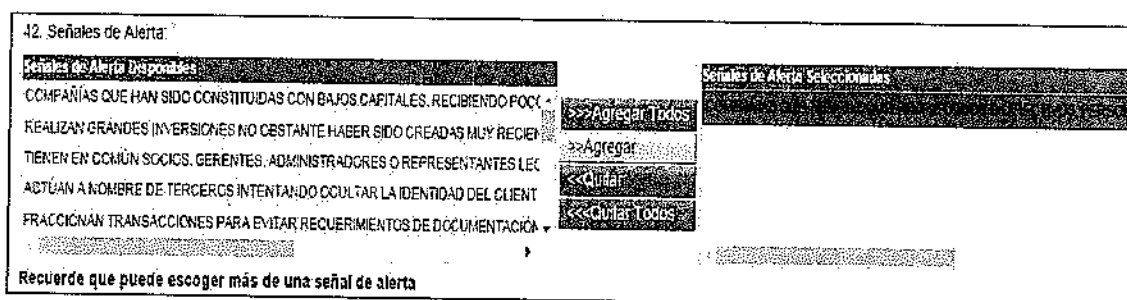 12. Señales de Alerta:
Señales de Alerta Disponibles
COMPAÑÍAS QUE HAN SIDO CONSTITUIDAS CON BAJOS CAPITALES, RECIBIENDO POC
REALIZAN GRANDES INVERSIONES NO OBSTANTE HABER SIDO CREADAS MUY RECIEN
TIENEN EN COMÚN SOCIOS, GERENTES, ADMINISTRADORES O REPRESENTANTES LEG
ACTÚAN A NOMBRE DE TERCEROS INTENTANDO OCULTAR LA IDENTIDAD DEL CLIENT
FRACCIONAN TRANSACCIONES PARA EVITAR REQUERIMIENTOS DE DOCUMENTACIÓN
>>>Agregar Todos
>>Agregar
<<Quitar
<<<Quitar Todos
Señales de Alerta Seleccionadas
Recuerde que puede escoger más de una señal de alerta